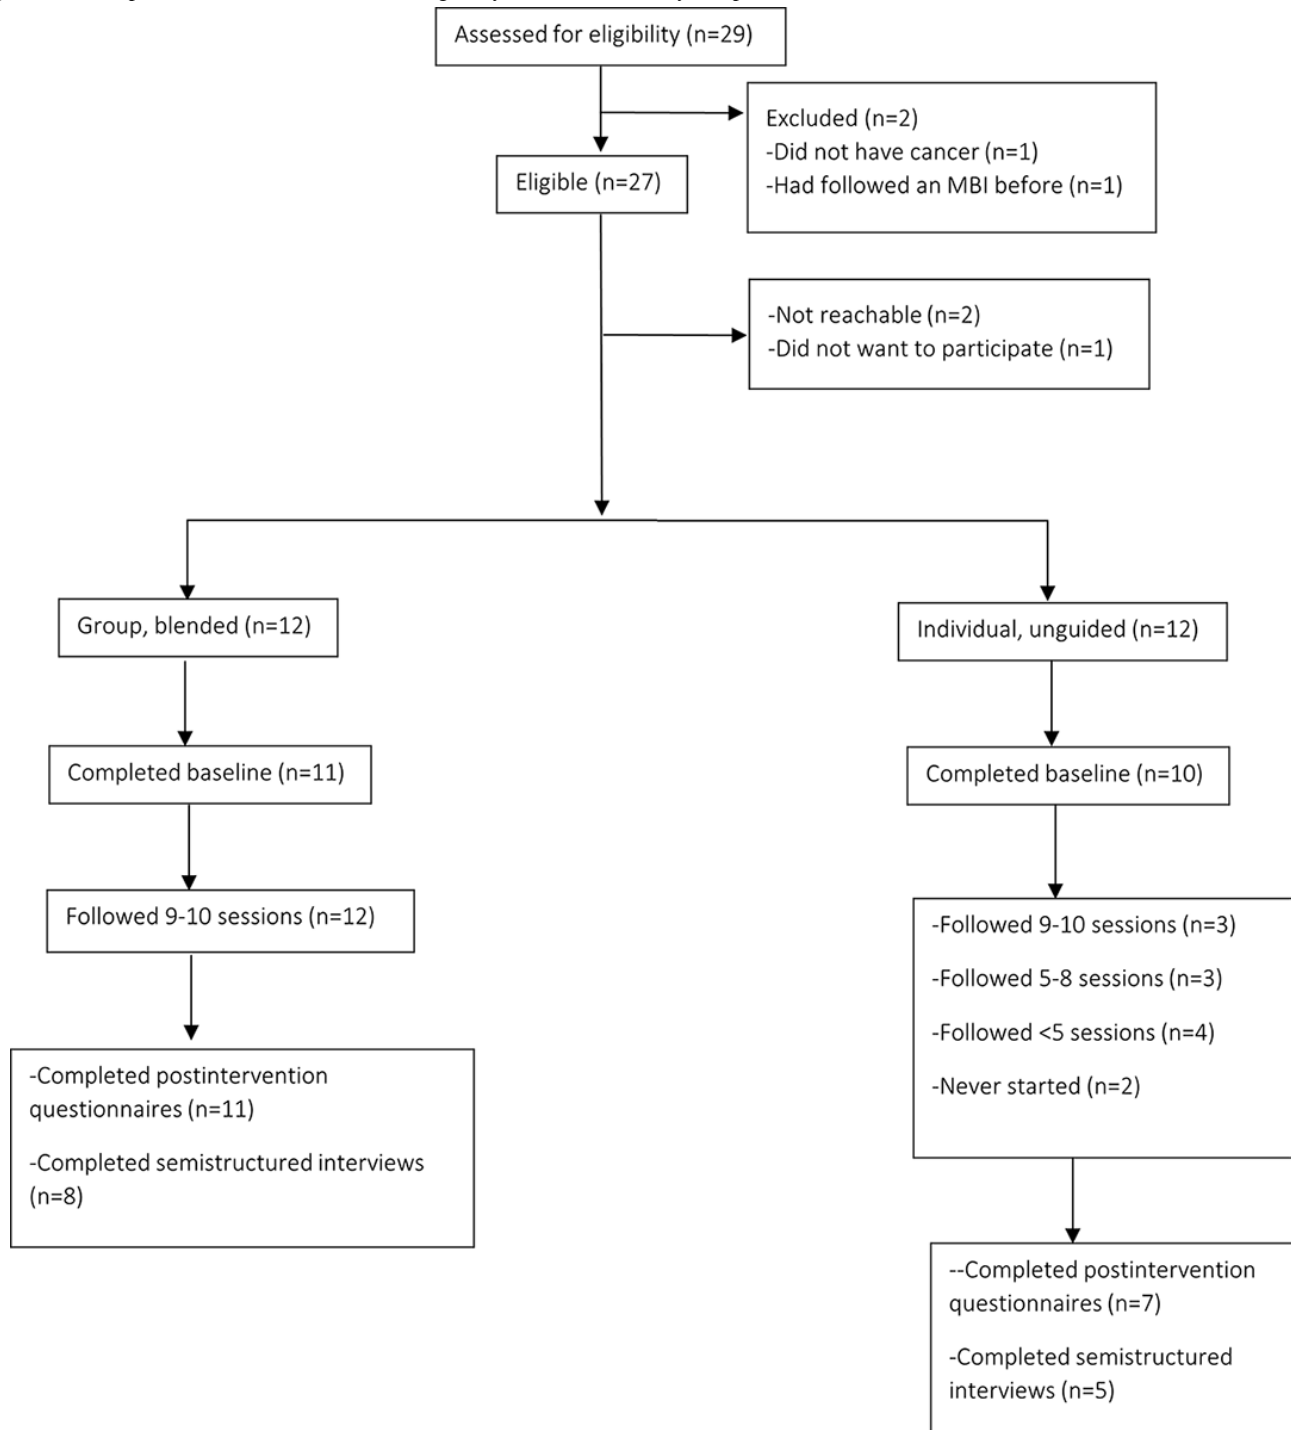 Assessed for eligibility (n=29)
Excluded (n=2)
-Did not have cancer (n=1)
-Had followed an MBI before (n=1)
Eligible (n=27)
-Not reachable (n=2)
-Did not want to participate (n=1)
Group, blended (n=12)
Individual, unguided (n=12)
Completed baseline (n=11)
Completed baseline (n=10)
Followed 9-10 sessions (n=12)
-Followed 9-10 sessions (n=3)
-Followed 5-8 sessions (n=3)
-Followed <5 sessions (n=4)
-Never started (n=2)
-Completed postintervention
questionnaires (n=11)
-Completed semistructured interviews
(n=8)
--Completed postintervention
questionnaires (n=7)
-Completed semistructured
interviews (n=5)